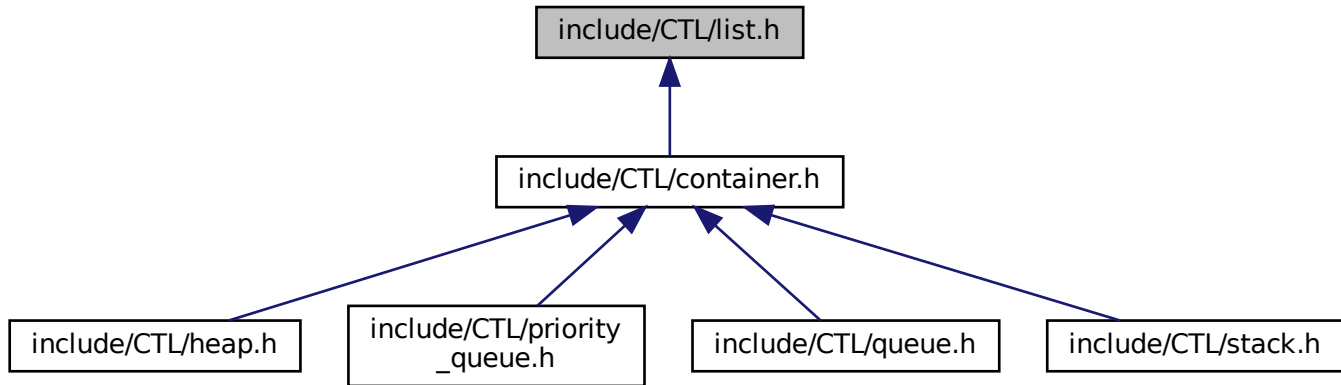 include/CTL/list.h
include/CTL/container.h
include/CTL/heap.h
include/CTL/priority
_queue.h
include/CTL/queue.h
include/CTL/stack.h